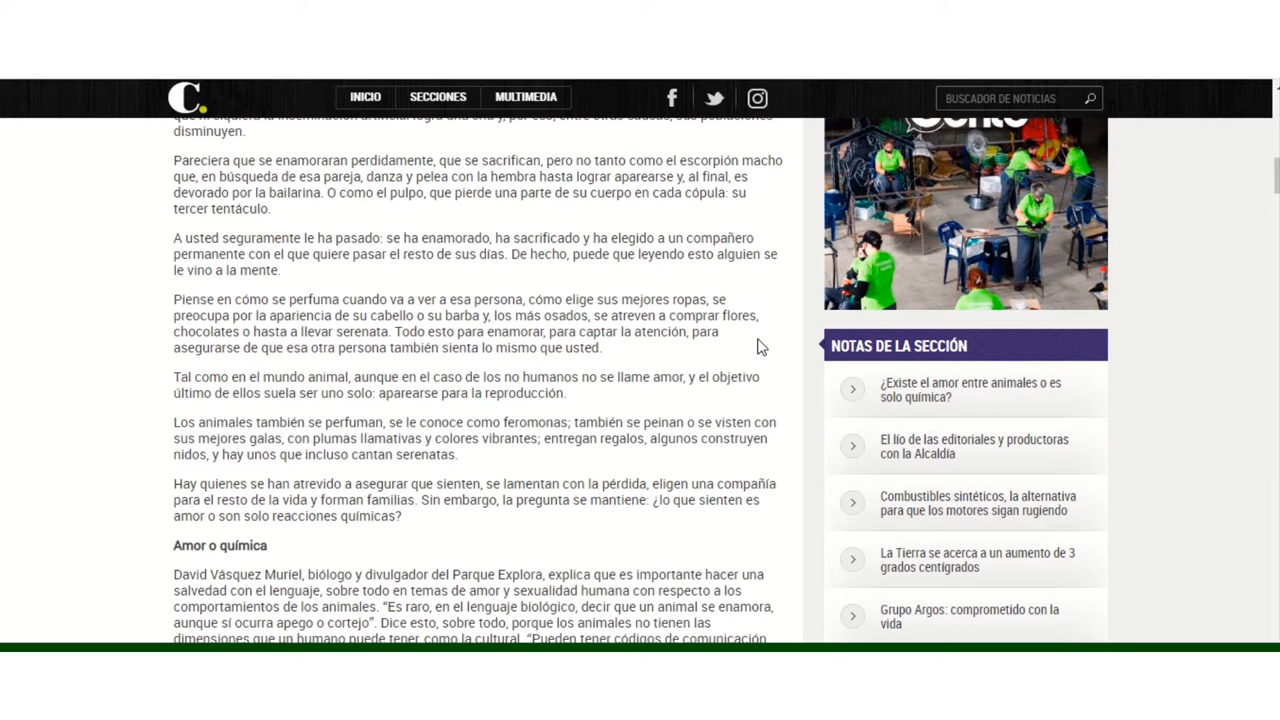 C.
INICIO
SECCIONES
MULTIMEDIA
BUSCADOR DE NOTICIAS
disminuyen.
Pareciera que se enamoraran perdidamente, que se sacrifican, pero no tanto como el escorpión macho
que, en búsqueda de esa pareja, danza y pelea con la hembra hasta lograr aparearse y, al final, es
devorado por la bailarina. O como el pulpo, que pierde una parte de su cuerpo en cada cópula: su
tercer tentáculo.
A usted seguramente le ha pasado: se ha enamorado, ha sacrificado y ha elegido a un compañero
permanente con el que quiere pasar el resto de sus días. De hecho, puede que leyendo esto alguien se
le vino a la mente.
Piense en cómo se perfuma cuando va a ver a esa persona, cómo elige sus mejores ropas, se
preocupa por la apariencia de su cabello o su barba y, los más osados, se atreven a comprar flores,
chocolates o hasta a llevar serenata. Todo esto para enamorar, para captar la atención, para
asegurarse de que esa otra persona también sienta lo mismo que usted.
Tal como en el mundo animal, aunque en el caso de los no humanos no se llame amor, y el objetivo
último de ellos suela ser uno solo: aparearse para la reproducción.
Los animales también se perfuman, se le conoce como feromonas; también se peinan o se visten con
sus mejores galas, con plumas llamativas y colores vibrantes; entregan regalos, algunos construyen
nidos, y hay unos que incluso cantan serenatas.
Hay quienes se han atrevido a asegurar que sienten, se lamentan con la pérdida, eligen una compañía
para el resto de la vida y forman familias. Sin embargo, la pregunta se mantiene: ¿lo que sienten es
amor o son solo reacciones químicas?
Amor o química
David Vásquez Muriel, biólogo y divulgador del Parque Explora, explica que es importante hacer una
salvedad con el lenguaje, sobre todo en temas de amor y sexualidad humana con respecto a los
comportamientos de los animales. “Es raro, en el lenguaje biológico, decir que un animal se enamora,
aunque sí ocurra apego o cortejo”. Dice esto, sobre todo, porque los animales no tienen las
dimensiones que un humano puede tener, como la cultural. “Pueden tener códigos de comunicación
NOTAS DE LA SECCIÓN
¿Existe el amor entre animales o es
solo química?
El lío de las editoriales y productoras
con la Alcaldía
Combustibles sintéticos, la alternativa
para que los motores sigan rugiendo
La Tierra se acerca a un aumento de 3
grados centígrados
Grupo Argos: comprometido con la
vida